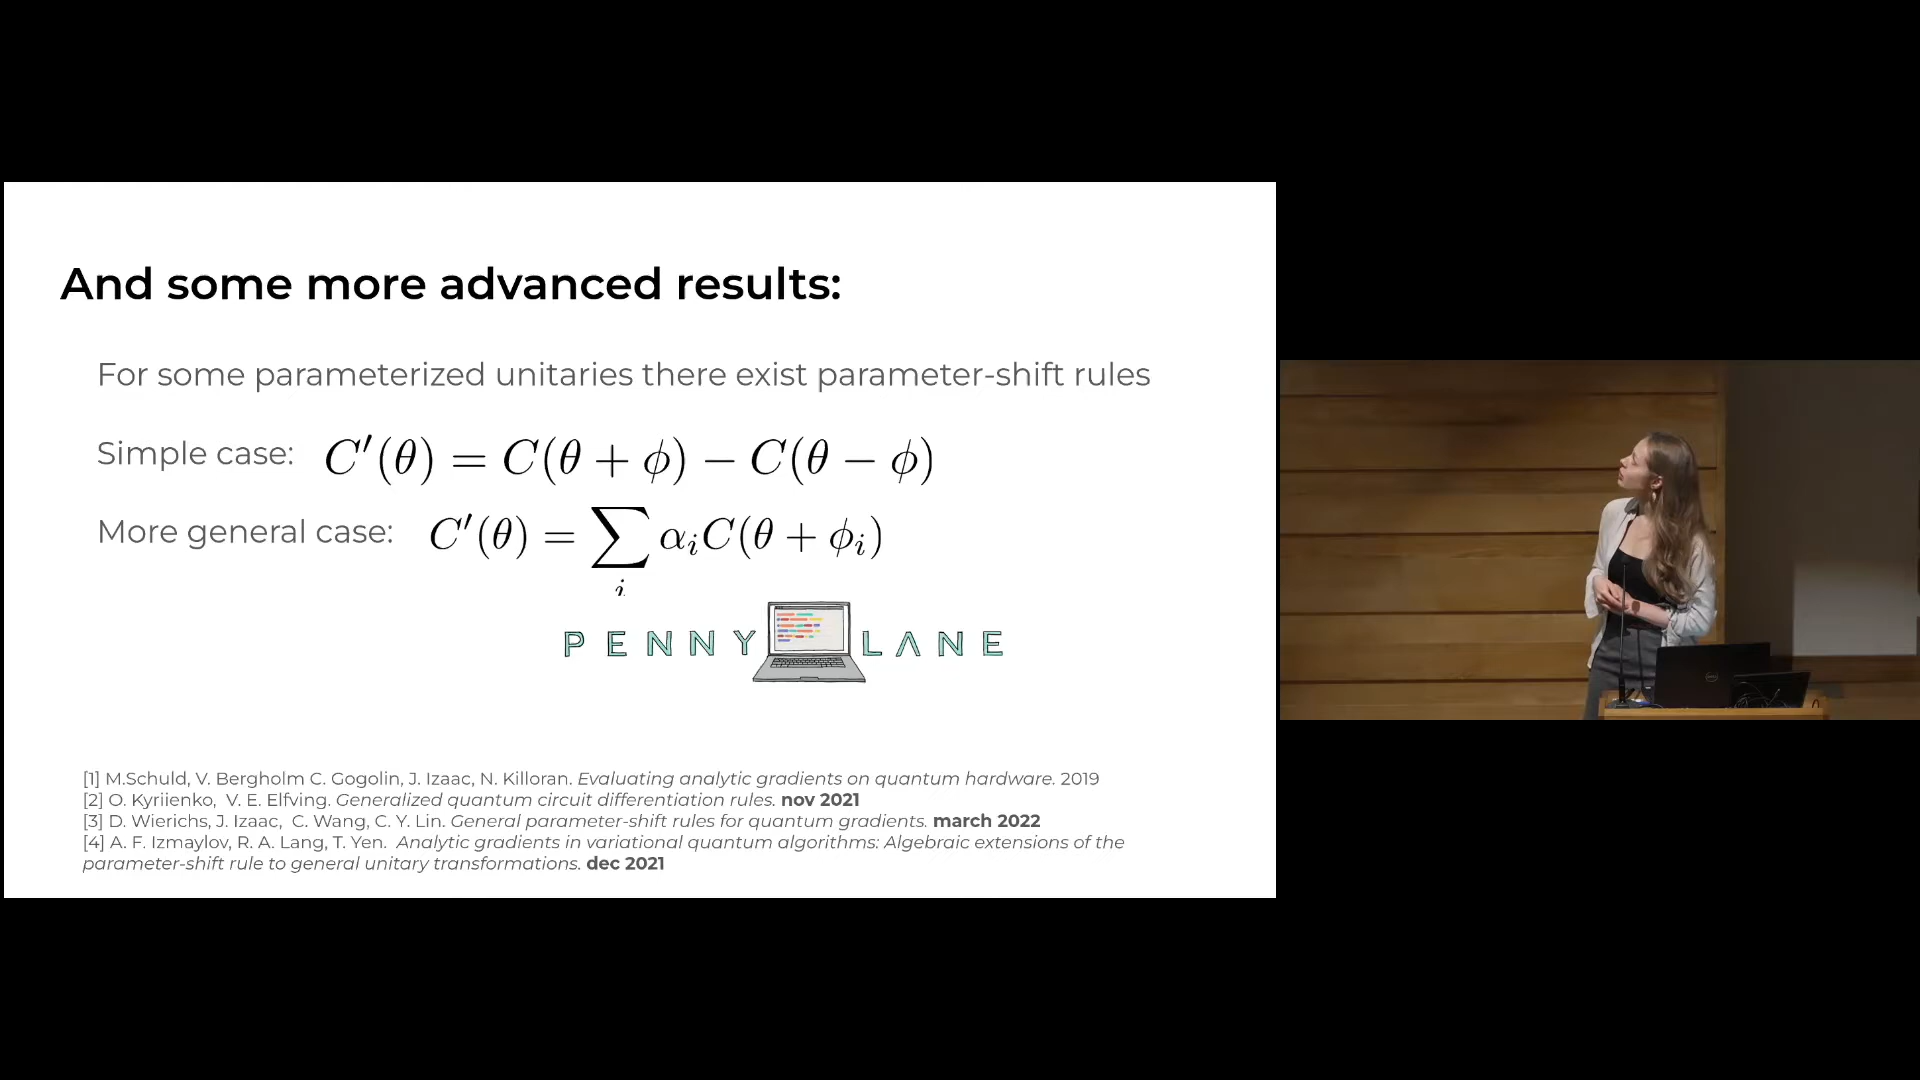 And some more advanced results:
For some parameterized unitaries there exist parameter-shift rules
Simple case: C′(θ) = C(θ + ϕ) − C(θ − ϕ)
More general case: C′(θ) = ∑ᵢ αᵢC(θ + ϕᵢ)
PENNY LANE
[1] M.Schuld, V. Bergholm C. Gogolin, J. Izaac, N. Killoran. Evaluating analytic gradients on quantum hardware. 2019
[2] O. Kyriienko, V. E. Elfving. Generalized quantum circuit differentiation rules. nov 2021
[3] D. Wierichs, J. Izaac, C. Wang, C. Y. Lin. General parameter-shift rules for quantum gradients. march 2022
[4] A. F. Izmaylov, R. A. Lang, T. Yen. Analytic gradients in variational quantum algorithms: Algebraic extensions of the
parameter-shift rule to general unitary transformations. dec 2021